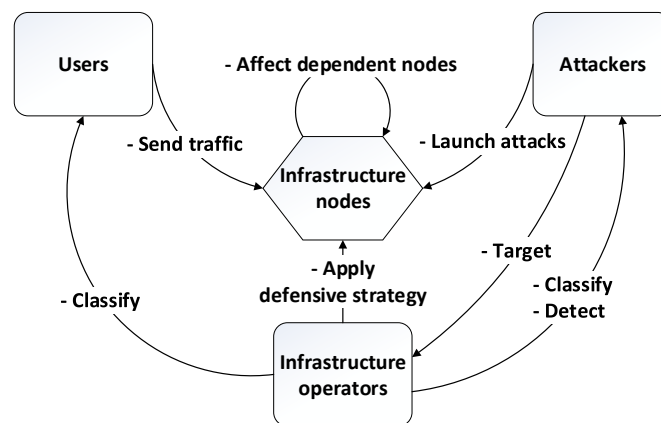 Users
- Affect dependent nodes
Attackers
- Send traffic
- Launch attacks
Infrastructure
nodes
- Target
- Apply
defensive strategy
- Classify
- Classify
- Detect
Infrastructure
operators